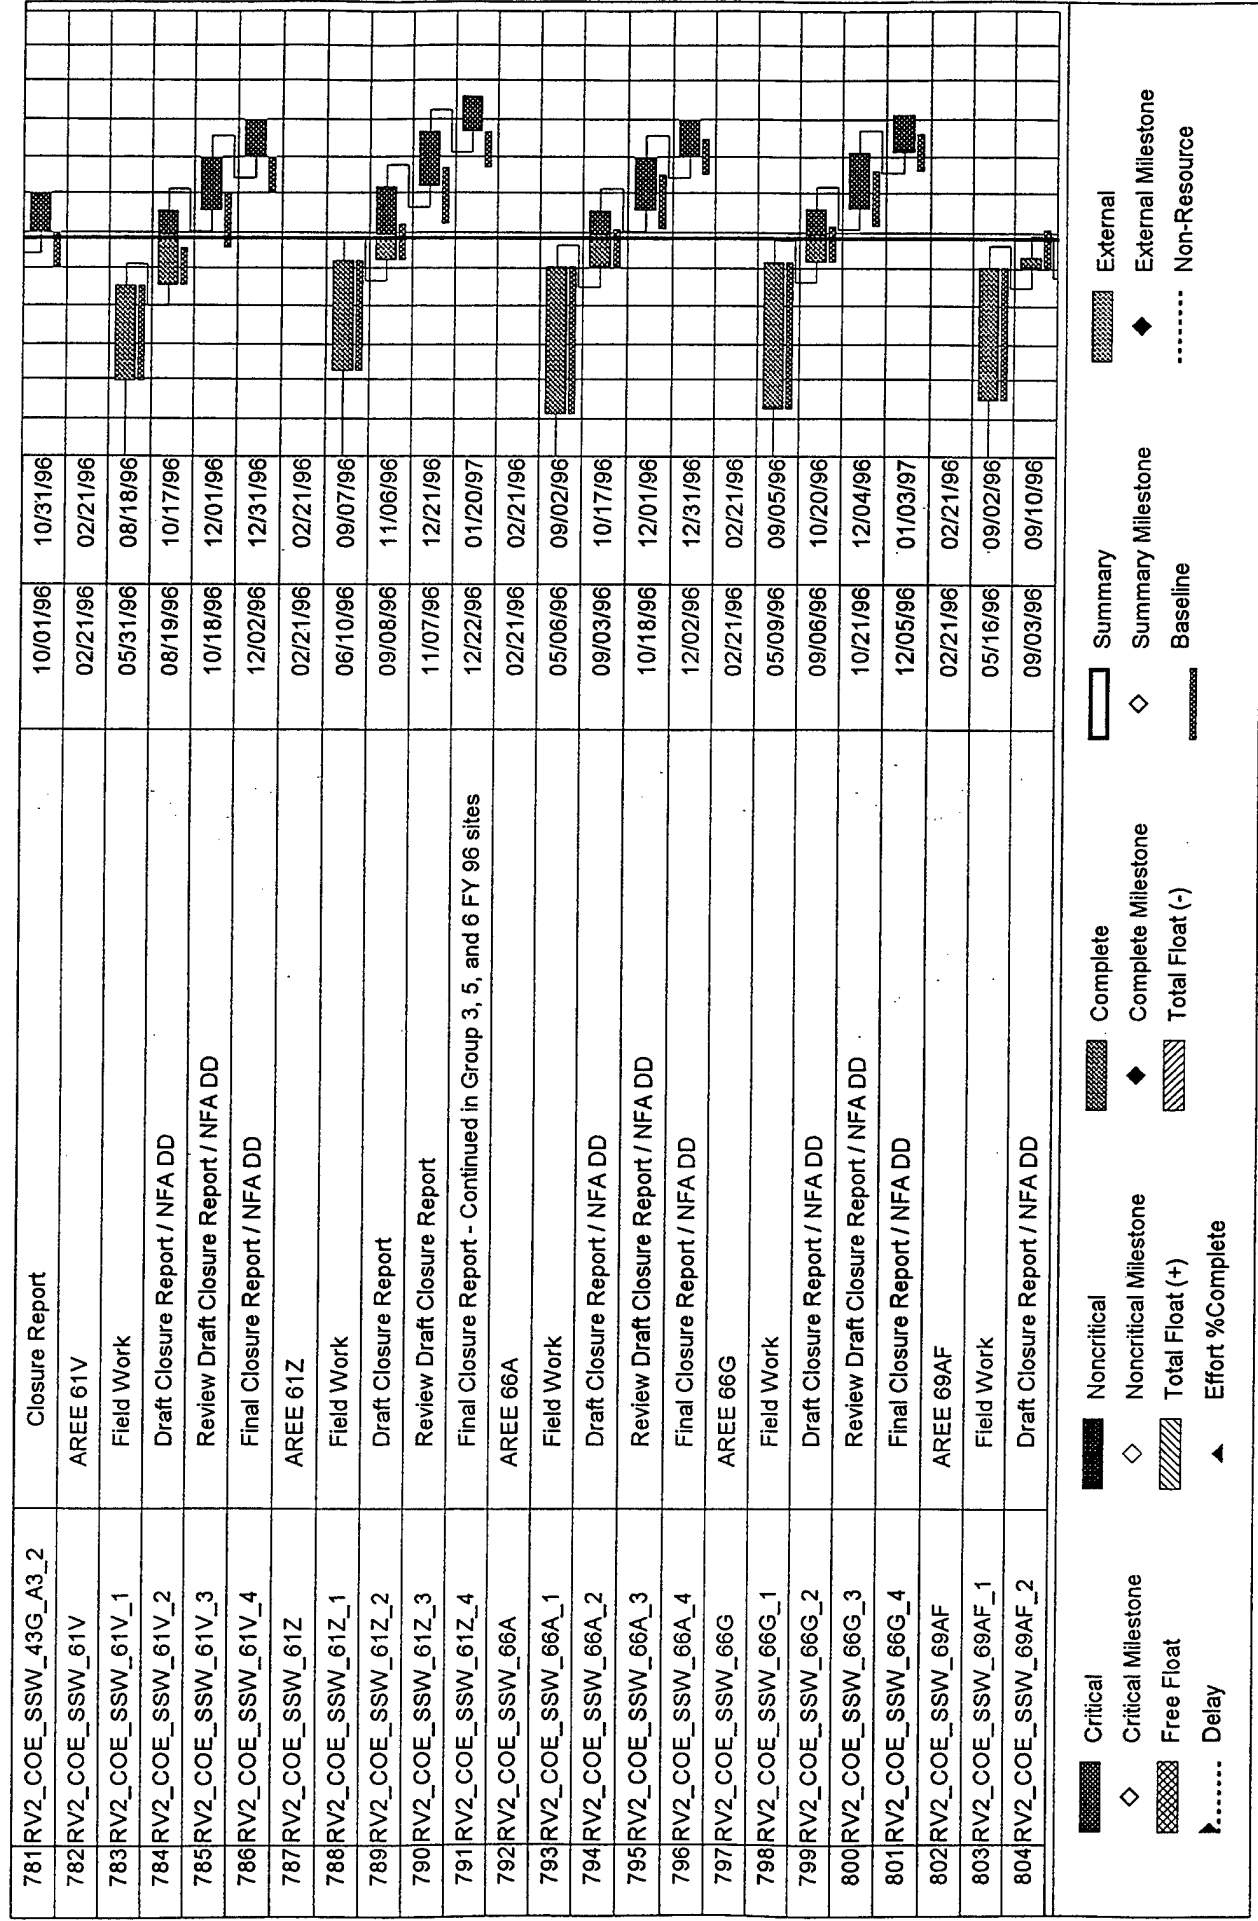 781 RV2_COE_SSW_43G_A3_2 Closure Report 10/01/96 10/31/96
782 RV2_COE_SSW_61V AREE 61V 02/21/96 02/21/96
783 RV2_COE_SSW_61V_1 Field Work 05/31/96 08/18/96
784 RV2_COE_SSW_61V_2 Draft Closure Report / NFA DD 08/19/96 10/17/96
785 RV2_COE_SSW_61V_3 Review Draft Closure Report / NFA DD 10/18/96 12/01/96
786 RV2_COE_SSW_61V_4 Final Closure Report / NFA DD 12/02/96 12/31/96
787 RV2_COE_SSW_61Z AREE 61Z 02/21/96 02/21/96
788 RV2_COE_SSW_61Z_1 Field Work 06/10/96 09/07/96
789 RV2_COE_SSW_61Z_2 Draft Closure Report 09/08/96 11/06/96
790 RV2_COE_SSW_61Z_3 Review Draft Closure Report 11/07/96 12/21/96
791 RV2_COE_SSW_61Z_4 Final Closure Report - Continued in Group 3, 5, and 6 FY 96 sites 12/22/96 01/20/97
792 RV2_COE_SSW_66A AREE 66A 02/21/96 02/21/96
793 RV2_COE_SSW_66A_1 Field Work 05/06/96 09/02/96
794 RV2_COE_SSW_66A_2 Draft Closure Report / NFA DD 09/03/96 10/17/96
795 RV2_COE_SSW_66A_3 Review Draft Closure Report / NFA DD 10/18/96 12/01/96
796 RV2_COE_SSW_66A_4 Final Closure Report / NFA DD 12/02/96 12/31/96
797 RV2_COE_SSW_66G AREE 66G 02/21/96 02/21/96
798 RV2_COE_SSW_66G_1 Field Work 05/09/96 09/05/96
799 RV2_COE_SSW_66G_2 Draft Closure Report / NFA DD 09/06/96 10/20/96
800 RV2_COE_SSW_66G_3 Review Draft Closure Report / NFA DD 10/21/96 12/04/96
801 RV2_COE_SSW_66G_4 Final Closure Report / NFA DD 12/05/96 01/03/97
802 RV2_COE_SSW_69AF AREE 69AF 02/21/96 02/21/96
803 RV2_COE_SSW_69AF_1 Field Work 05/16/96 09/02/96
804 RV2_COE_SSW_69AF_2 Draft Closure Report / NFA DD 09/03/96 09/10/96
Critical Noncritical Complete Summary External
Critical Milestone Noncritical Milestone Complete Milestone Summary Milestone External Milestone
Free Float Total Float (+) Total Float (-) Baseline Non-Resource
Delay Effort %Complete